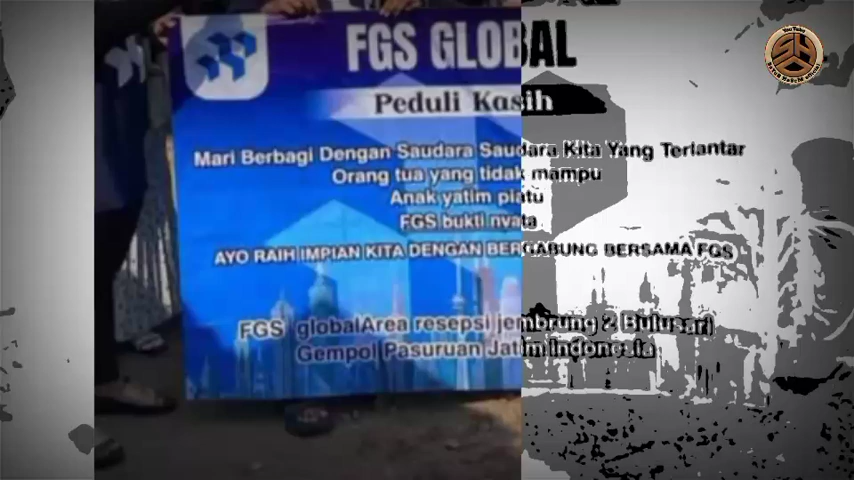 FGS GLOBAL
Peduli Kasih
Mari Berbagi Dengan Saudara Saudara Kita Yang Terlantar
Orang tua yang tidak mampu
Anak yatim piatu
FGS bukti nyata
AYO RAIH IMPIAN KITA DENGAN BERGABUNG BERSAMA FGS
FGS globalArea resepsi jembrung 2 Bulusari
Gempol Pasuruan Jatim Indonesia